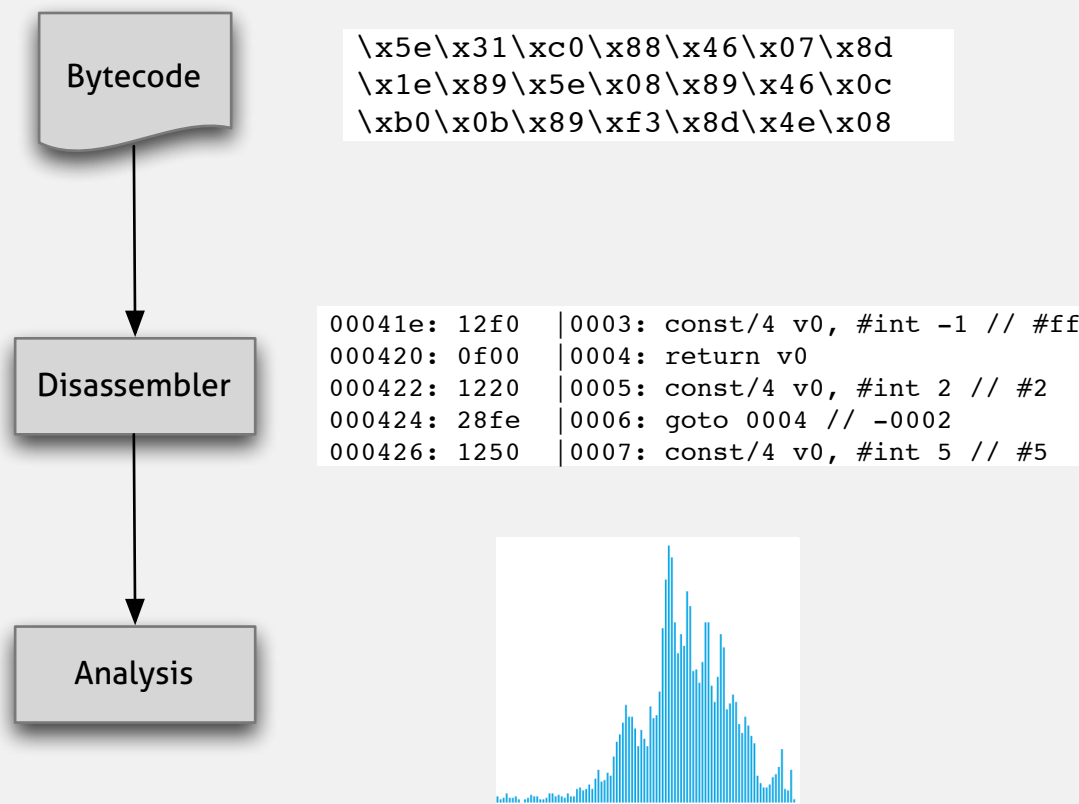 Bytecode
\x5e\x31\xc0\x88\x46\x07\x8d
\x1e\x89\x5e\x08\x89\x46\x0c
\xb0\x0b\x89\xf3\x8d\x4e\x08
Disassembler
00041e: 12f0  |0003: const/4 v0, #int -1 // #ff
000420: 0f00  |0004: return v0
000422: 1220  |0005: const/4 v0, #int 2 // #2
000424: 28fe  |0006: goto 0004 // -0002
000426: 1250  |0007: const/4 v0, #int 5 // #5
Analysis